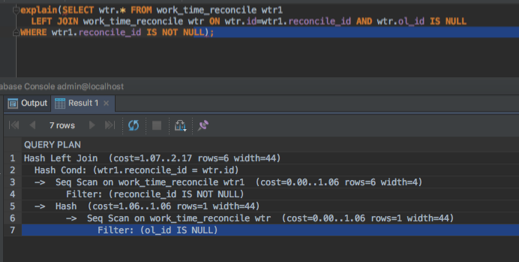 explain(SELECT wtr.* FROM work_time_reconcile wtr1
LEFT JOIN work_time_reconcile wtr ON wtr.id=wtr1.reconcile_id AND wtr.ol_id IS NULL
WHERE wtr1.reconcile_id IS NOT NULL);
abase Console admin@localhost
Output Result 1 ×
7 rows
QUERY PLAN
1 Hash Left Join (cost=1.07..2.17 rows=6 width=44)
2 Hash Cond: (wtr1.reconcile_id = wtr.id)
3 -> Seq Scan on work_time_reconcile wtr1 (cost=0.00..1.06 rows=6 width=4)
4 Filter: (reconcile_id IS NOT NULL)
5 -> Hash (cost=1.06..1.06 rows=1 width=44)
6 -> Seq Scan on work_time_reconcile wtr (cost=0.00..1.06 rows=1 width=44)
7 Filter: (ol_id IS NULL)